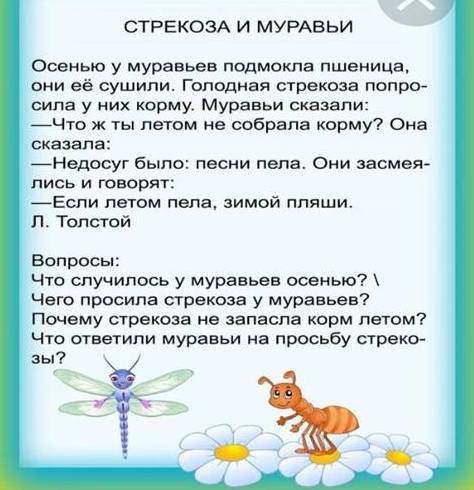 СТРЕКОЗА И МУРАВЬИ
Осенью у муравьев подмокла пшеница,
они её сушили. Голодная стрекоза попро-
сила у них корму. Муравьи сказали:
—Что ж ты летом не собрала корму? Она
сказала:
—Недосуг было: песни пела. Они засмея-
лись и говорят:
—Если летом пела, зимой пляши.
Л. Толстой
Вопросы:
Что случилось у муравьев осенью? \
Чего просила стрекоза у муравьев?
Почему стрекоза не запасла корм летом?
Что ответили муравьи на просьбу стреко-
зы?